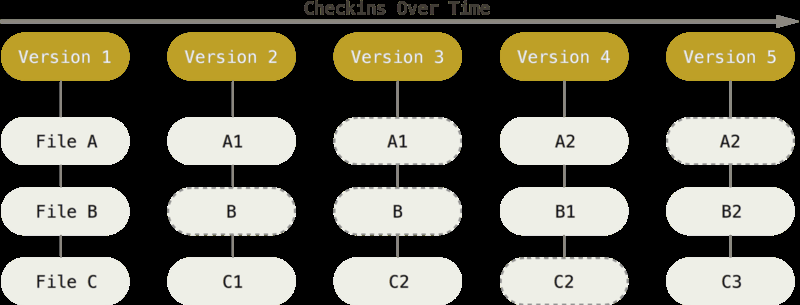 Checkins Over Time
Version 1 Version 2 Version 3 Version 4 Version 5
File A A1 A1 A2 A2
File B B B B1 B2
File C C1 C2 C2 C3